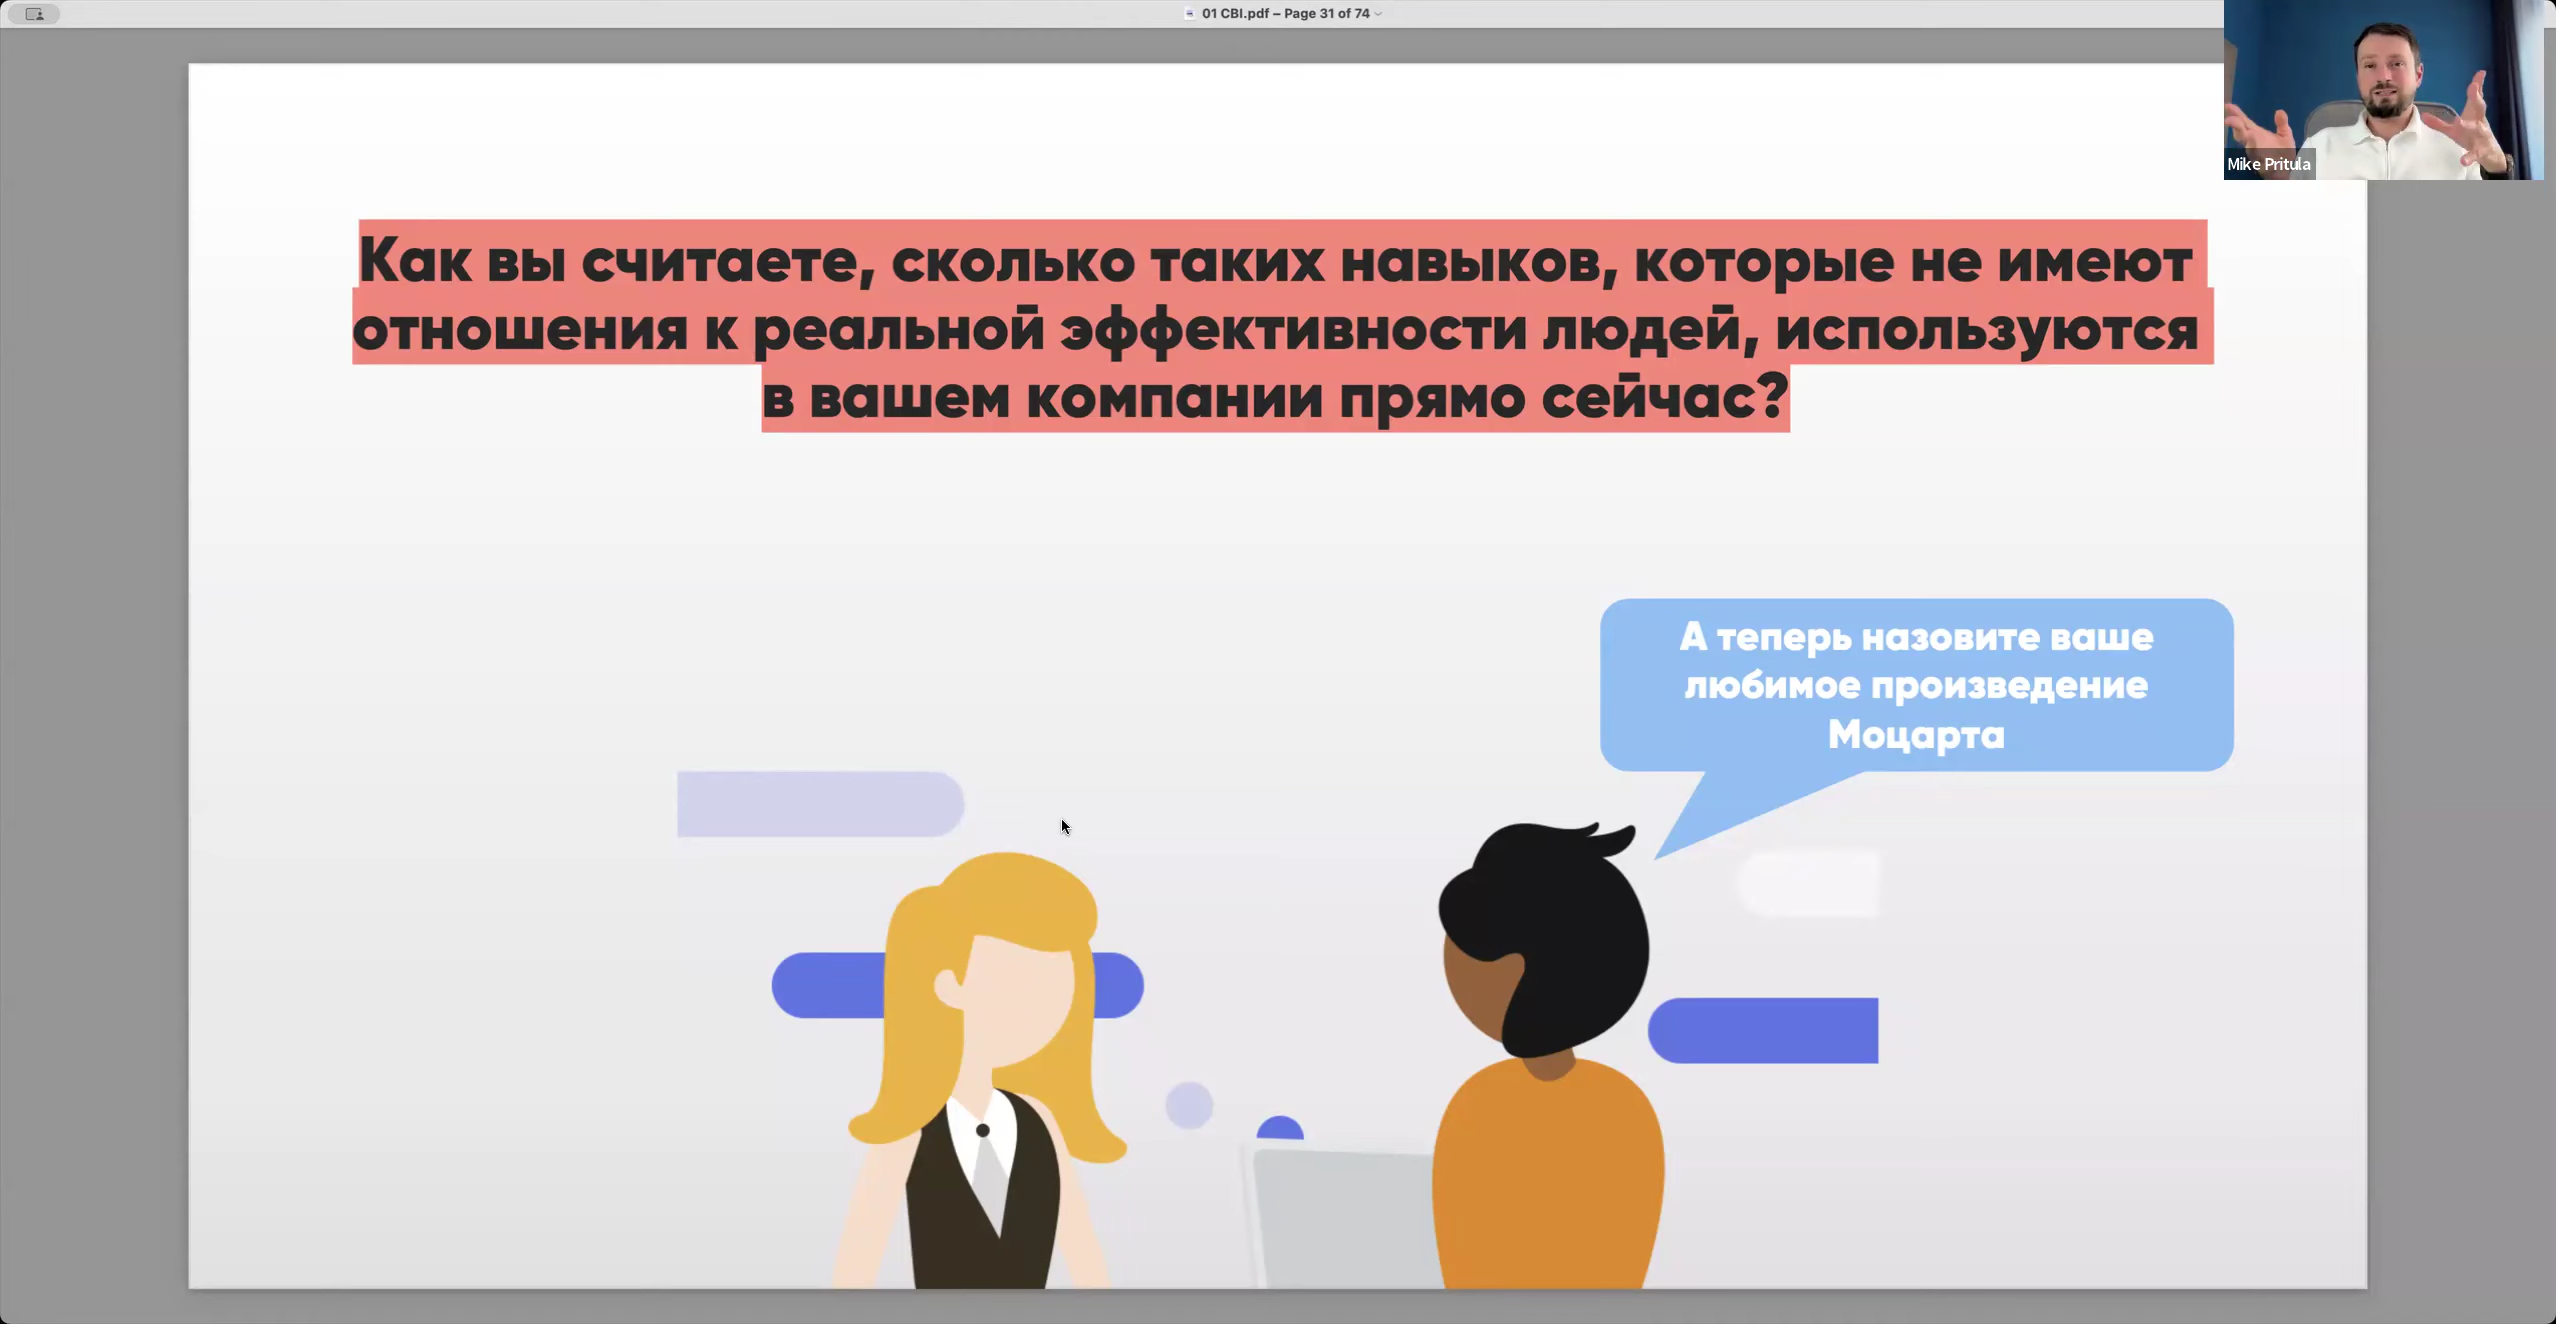 01 CBI.pdf – Page 31 of 74
Mike Pritula
Как вы считаете, сколько таких навыков, которые не имеют
отношения к реальной эффективности людей, используются
в вашем компании прямо сейчас?
А теперь назовите ваше
любимое произведение
Моцарта